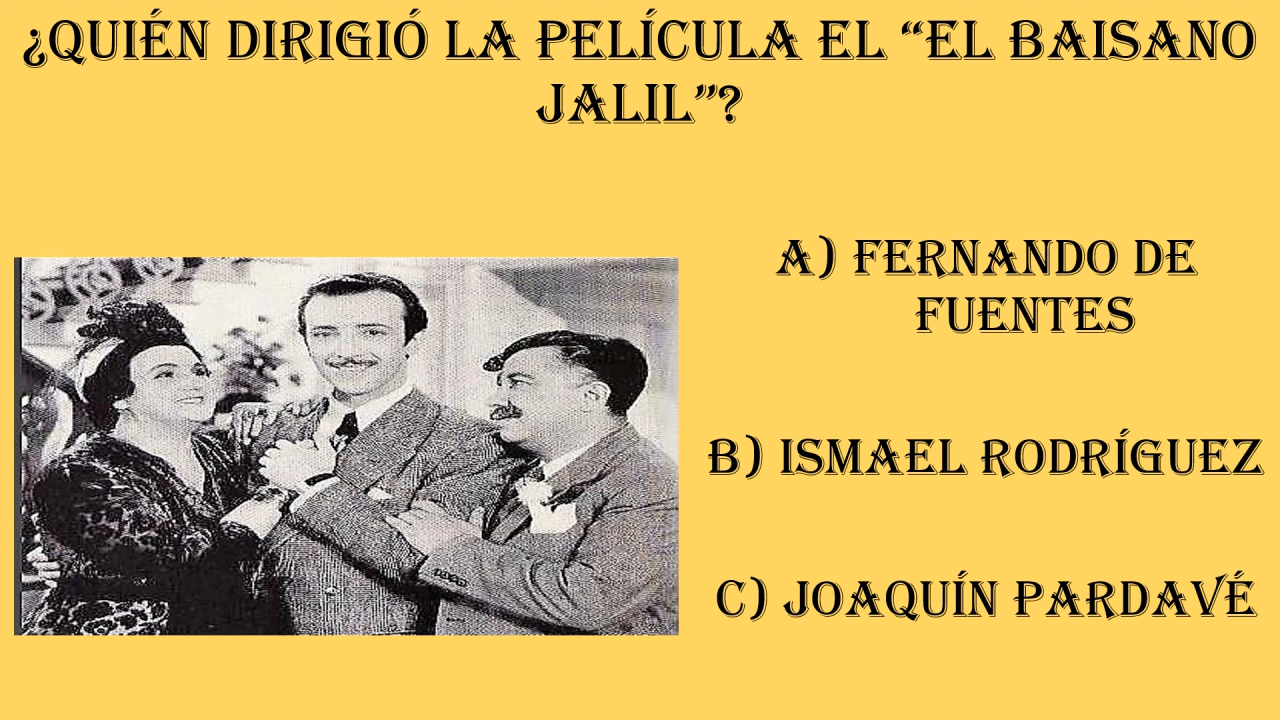 ¿QUIÉN DIRIGIÓ LA PELÍCULA EL “EL BAISANO
JALIL”?
A) FERNANDO DE
FUENTES
B) ISMAEL RODRÍGUEZ
C) JOAQUÍN PARDAVÉ